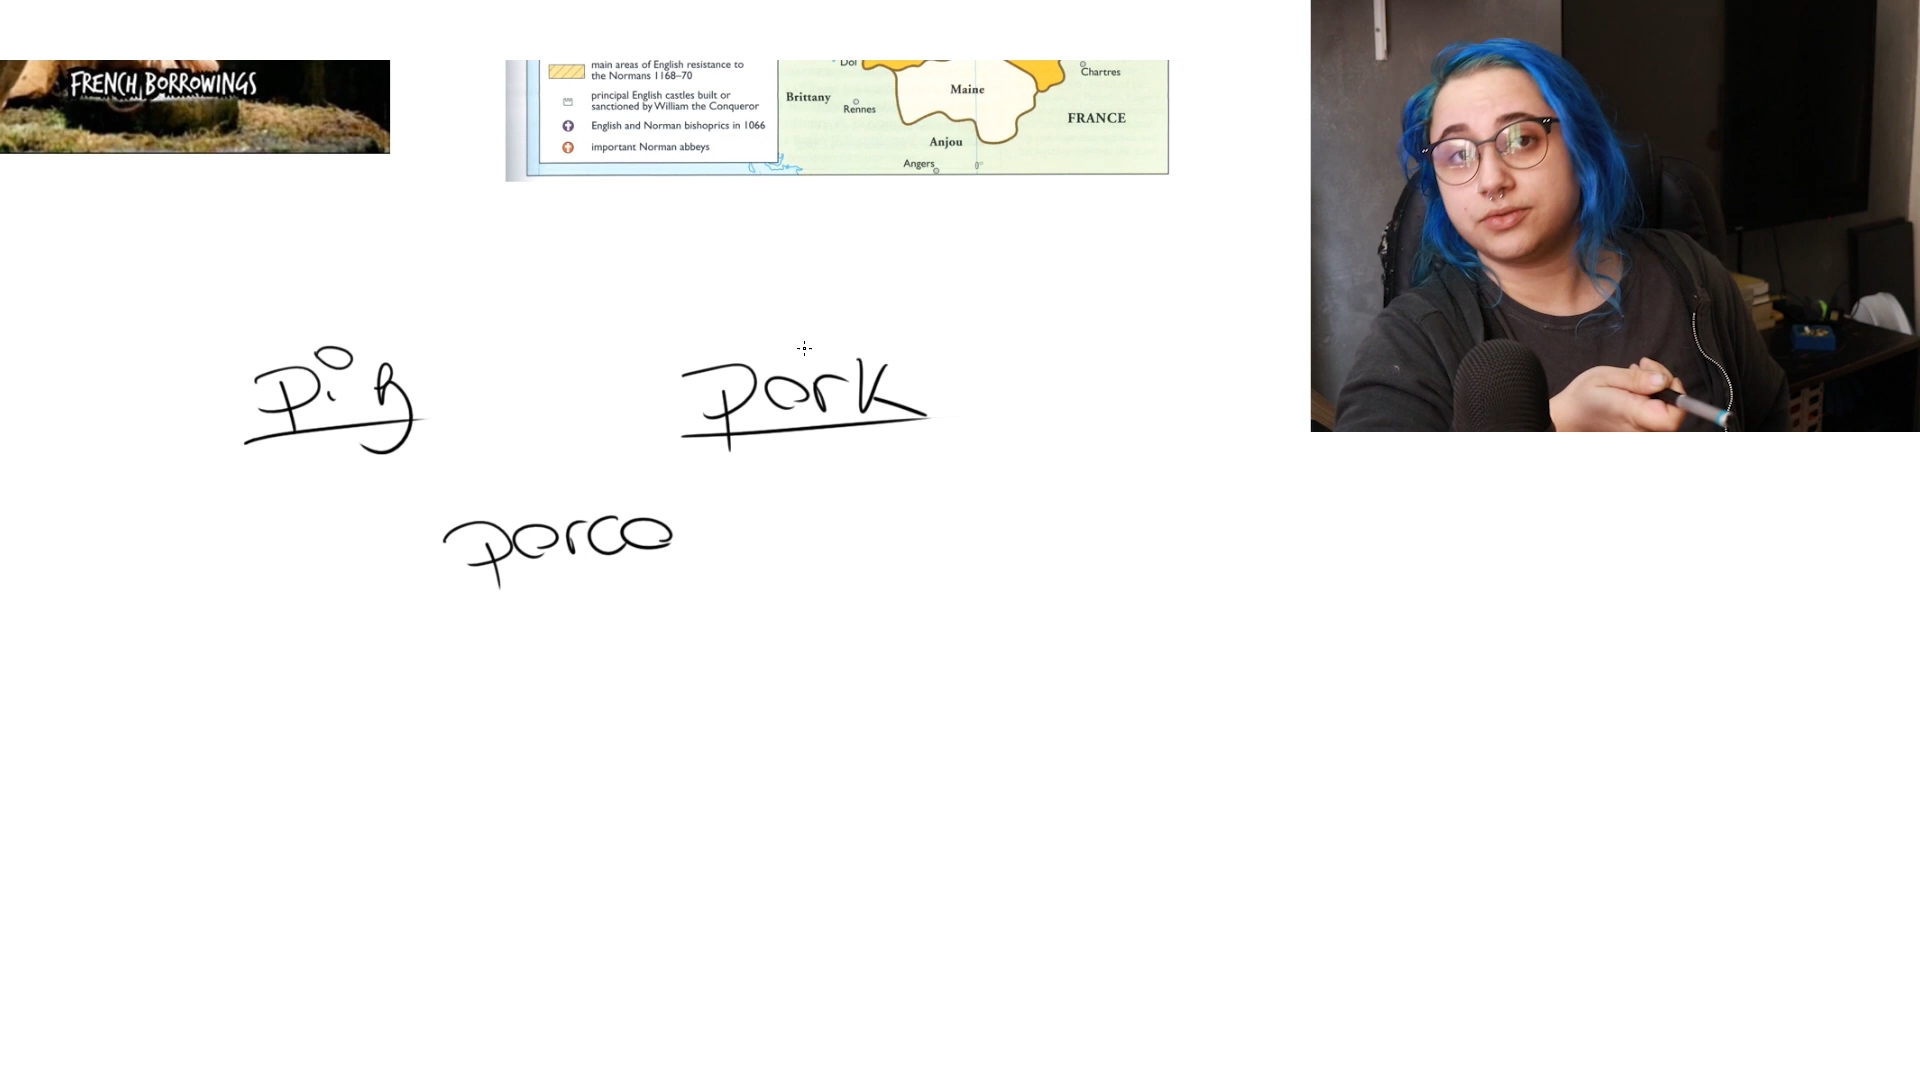 FRENCH BORROWINGS
main areas of English resistance to
the Normans 1168–70
principal English castles built or
sanctioned by William the Conqueror
English and Norman bishoprics in 1066
important Norman abbeys
Dol
Brittany
Rennes
Maine
Chartres
FRANCE
Anjou
Angers
0°
pig
pork
porco